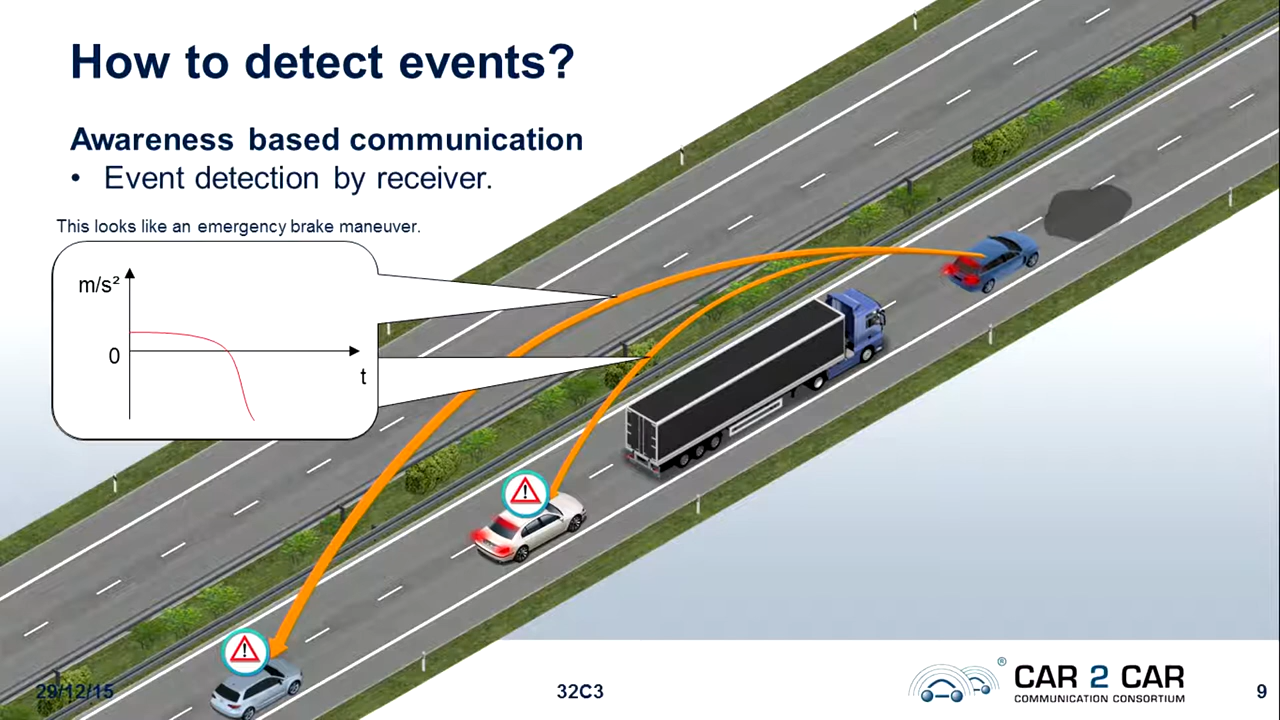 How to detect events?
Awareness based communication
• Event detection by receiver.
This looks like an emergency brake maneuver.
m/s²
0
t
29/12/15
32C3
CAR 2 CAR
COMMUNICATION CONSORTIUM
®
9